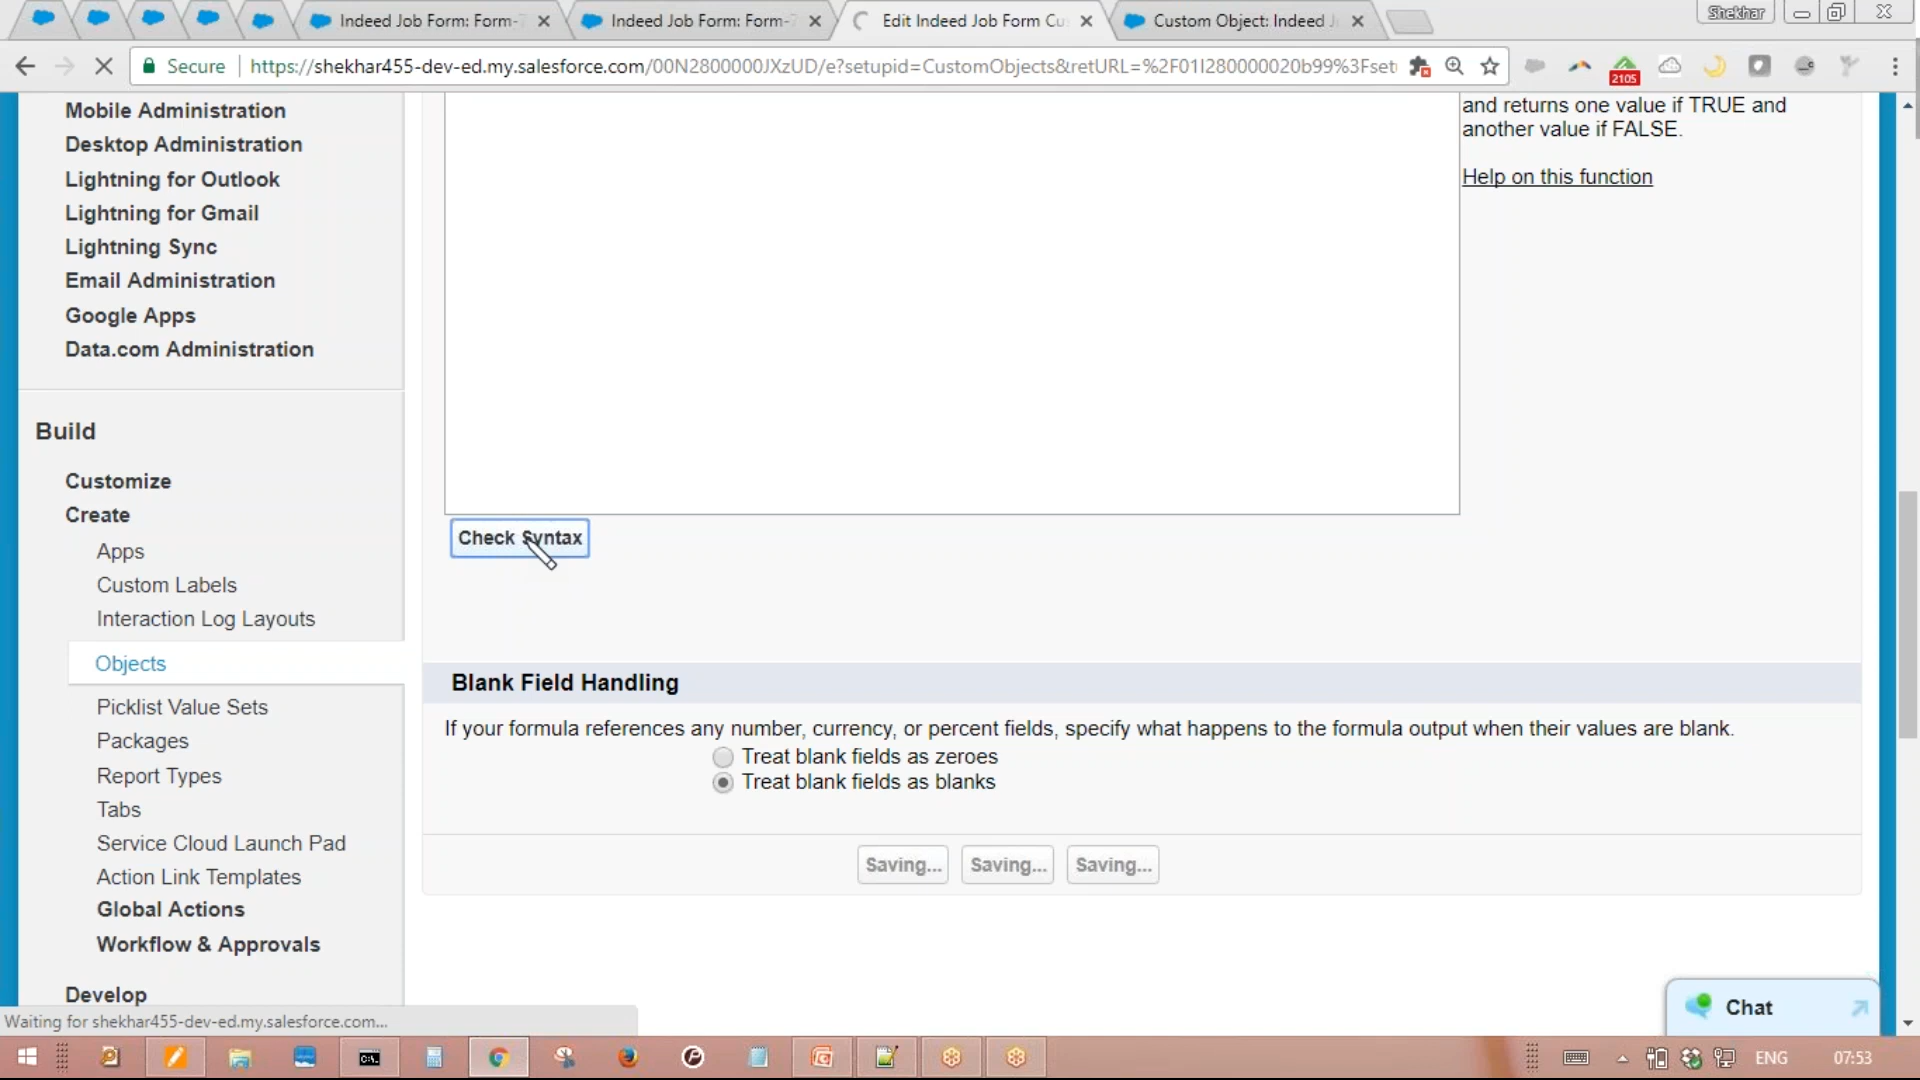 Indeed Job Form: Form-
Indeed Job Form: Form-
Edit Indeed Job Form Cu
Custom Object: Indeed J
Shekhar
Secure
https://shekhar455-dev-ed.my.salesforce.com/00N2800000JXzUD/e?setupid=CustomObjects&retURL=%2F01I280000020b99%3Fset
2105
Mobile Administration
Desktop Administration
Lightning for Outlook
Lightning for Gmail
Lightning Sync
Email Administration
Google Apps
Data.com Administration
Build
Customize
Create
Apps
Custom Labels
Interaction Log Layouts
Objects
Picklist Value Sets
Packages
Report Types
Tabs
Service Cloud Launch Pad
Action Link Templates
Global Actions
Workflow & Approvals
Develop
and returns one value if TRUE and
another value if FALSE.
Help on this function
Check Syntax
Blank Field Handling
If your formula references any number, currency, or percent fields, specify what happens to the formula output when their values are blank.
Treat blank fields as zeroes
Treat blank fields as blanks
Saving... Saving... Saving...
Chat
Waiting for shekhar455-dev-ed.my.salesforce.com...
ENG
07:53